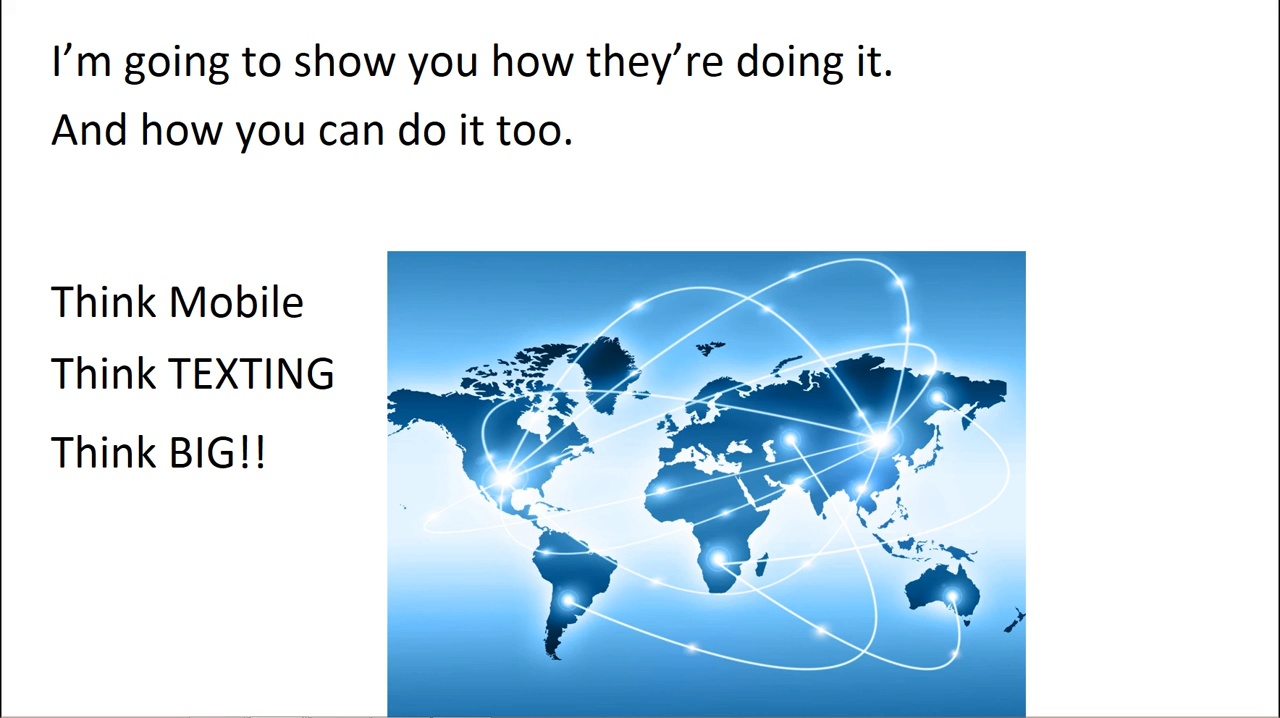 I’m going to show you how they’re doing it.
And how you can do it too.
Think Mobile
Think TEXTING
Think BIG!!